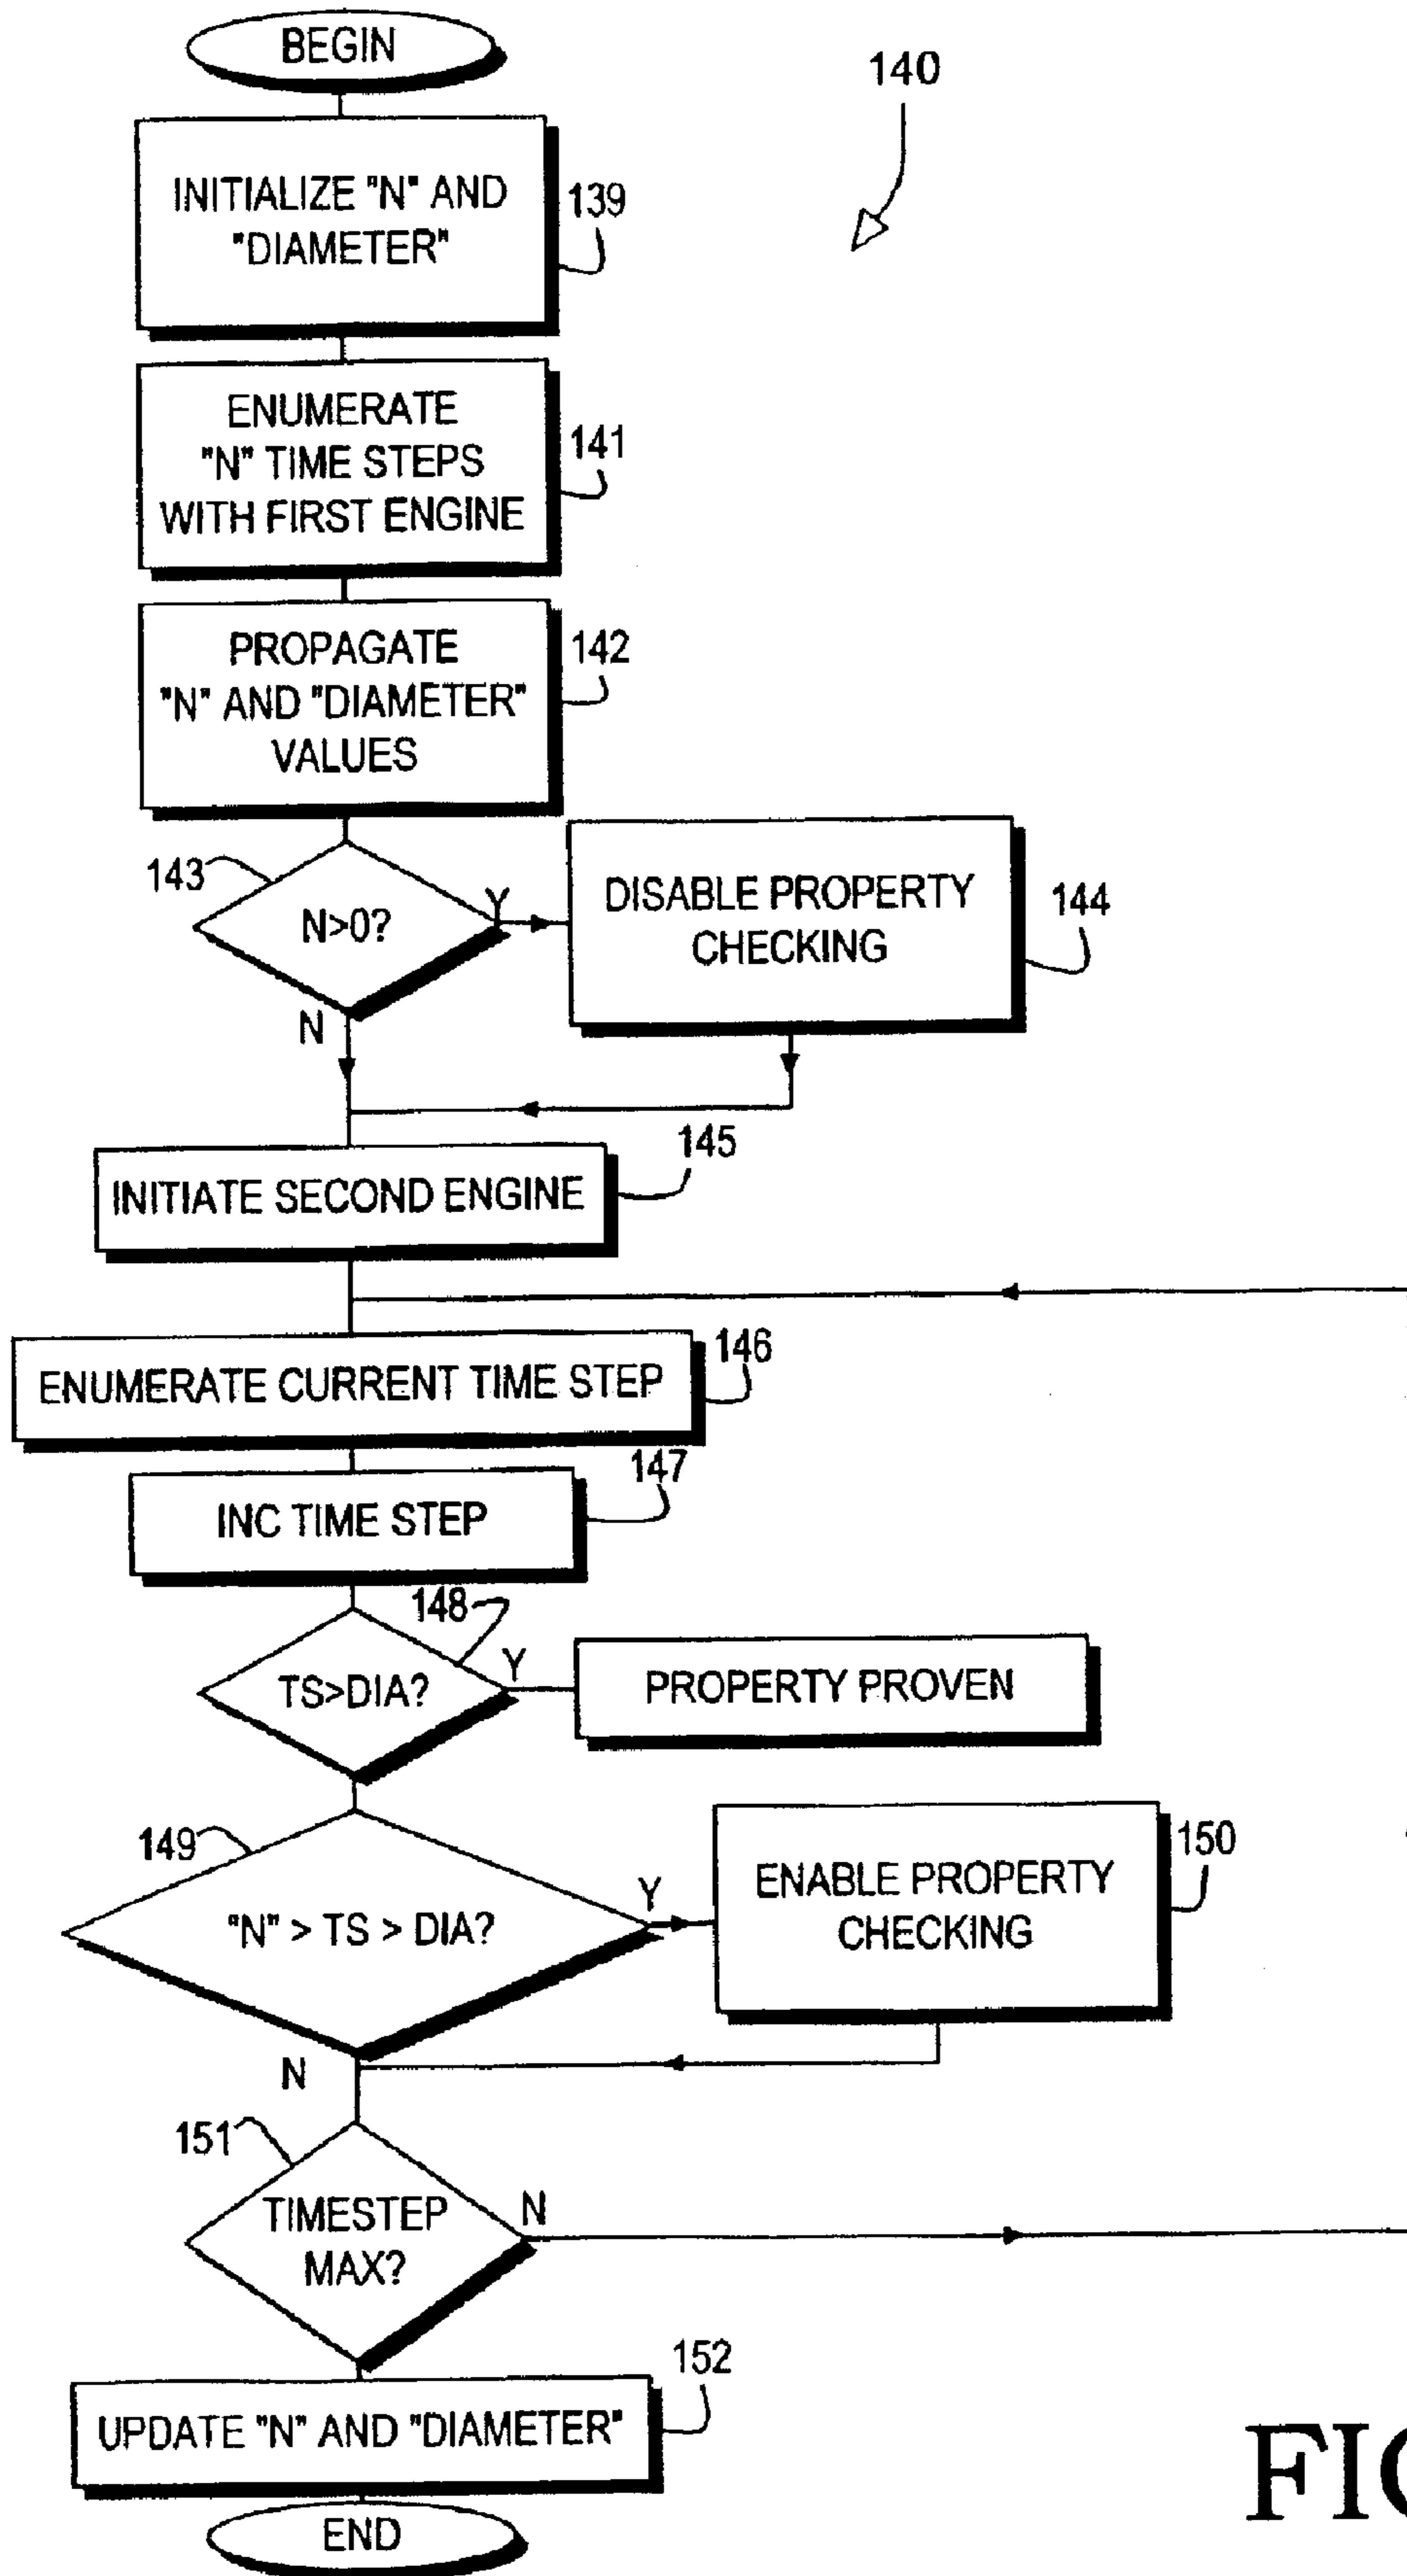 BEGIN
140
INITIALIZE "N" AND
"DIAMETER"
139
ENUMERATE
"N" TIME STEPS
WITH FIRST ENGINE
141
PROPAGATE
"N" AND "DIAMETER"
VALUES
142
143
N>0?
Y
N
DISABLE PROPERTY
CHECKING
144
INITIATE SECOND ENGINE
145
ENUMERATE CURRENT TIME STEP
146
INC TIME STEP
147
148
TS>DIA?
Y
PROPERTY PROVEN
149
"N" > TS > DIA?
Y
N
ENABLE PROPERTY
CHECKING
150
151
TIMESTEP
MAX?
N
UPDATE "N" AND "DIAMETER"
152
END